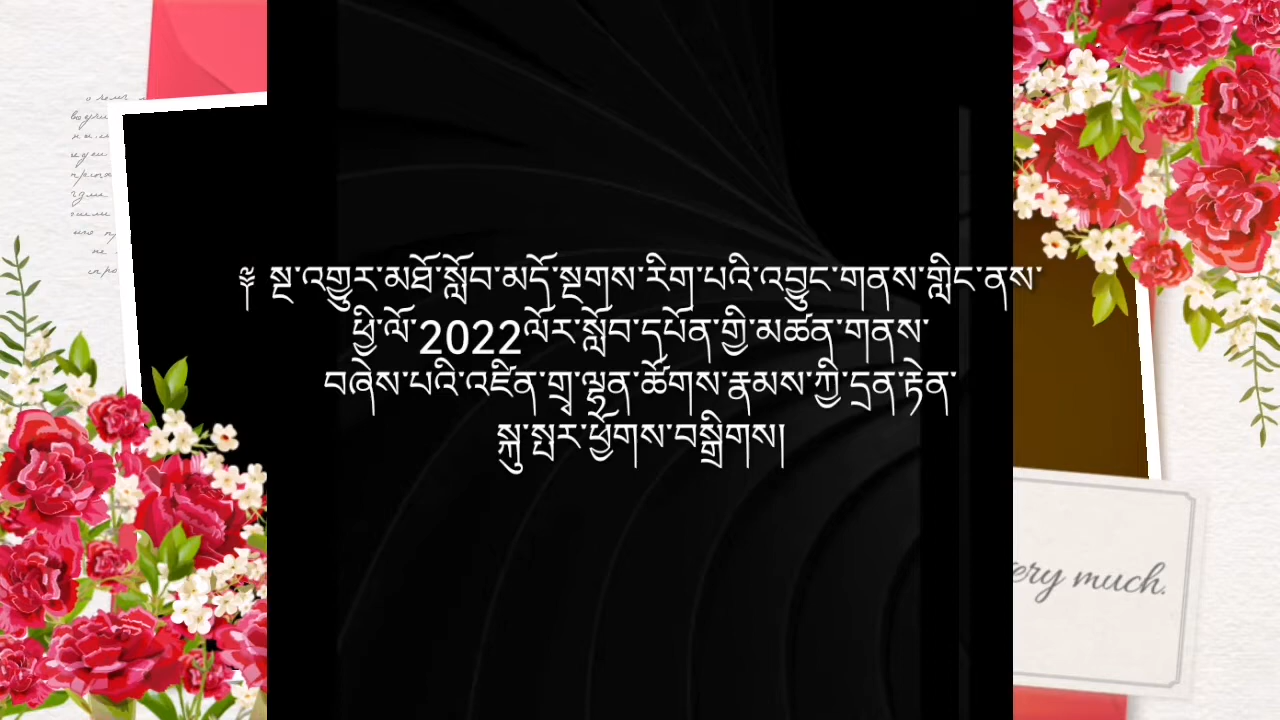 ༈ སྔ་འགྱུར་མཐོ་སློབ་མདོ་སྔགས་རིག་པའི་འབྱུང་གནས་གླིང་ནས་
ཕྱི་ལོ་2022ལོར་སློབ་དཔོན་གྱི་མཚན་གནས་
བཞེས་པའི་འཛིན་གྲྭ་ལྷན་ཚོགས་རྣམས་ཀྱི་དྲན་རྟེན་
སྐུ་སྤར་ཕྱོགས་བསྒྲིགས།
ery much.